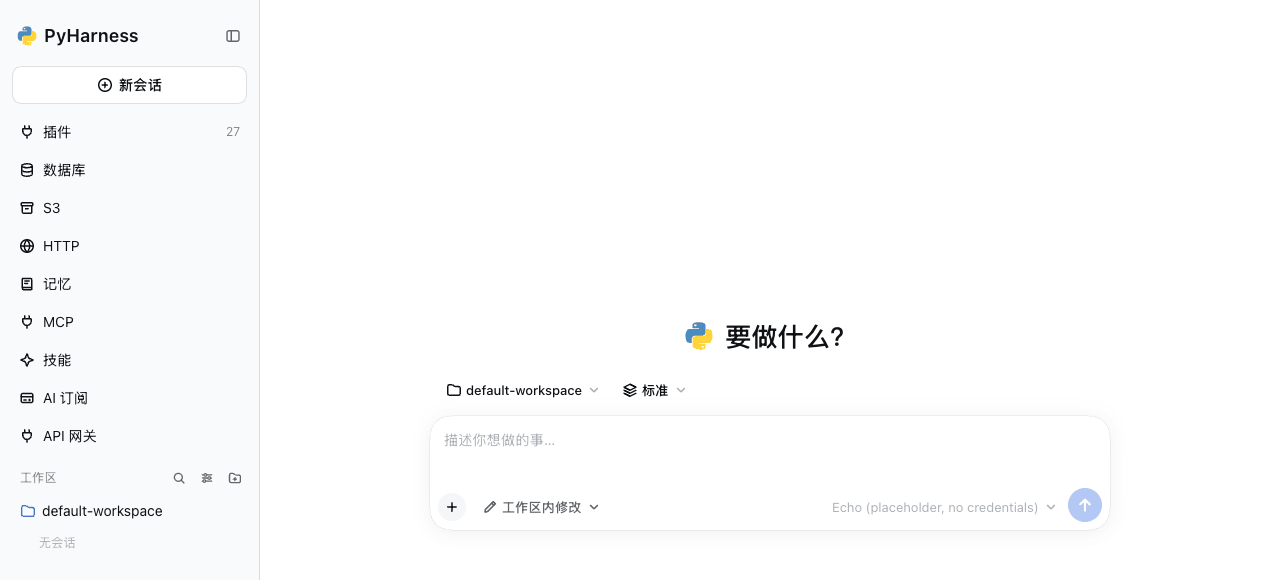 PyHarness
新会话
插件 27
数据库
S3
HTTP
记忆
MCP
技能
AI 订阅
API 网关
工作区
default-workspace
无会话
要做什么?
default-workspace 标准
描述你想做的事...
工作区内修改 Echo (placeholder, no credentials)